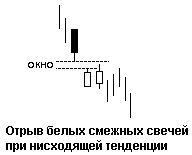 ОКНО
Отрыв белых смежных свечей
при нисходящей тенденции